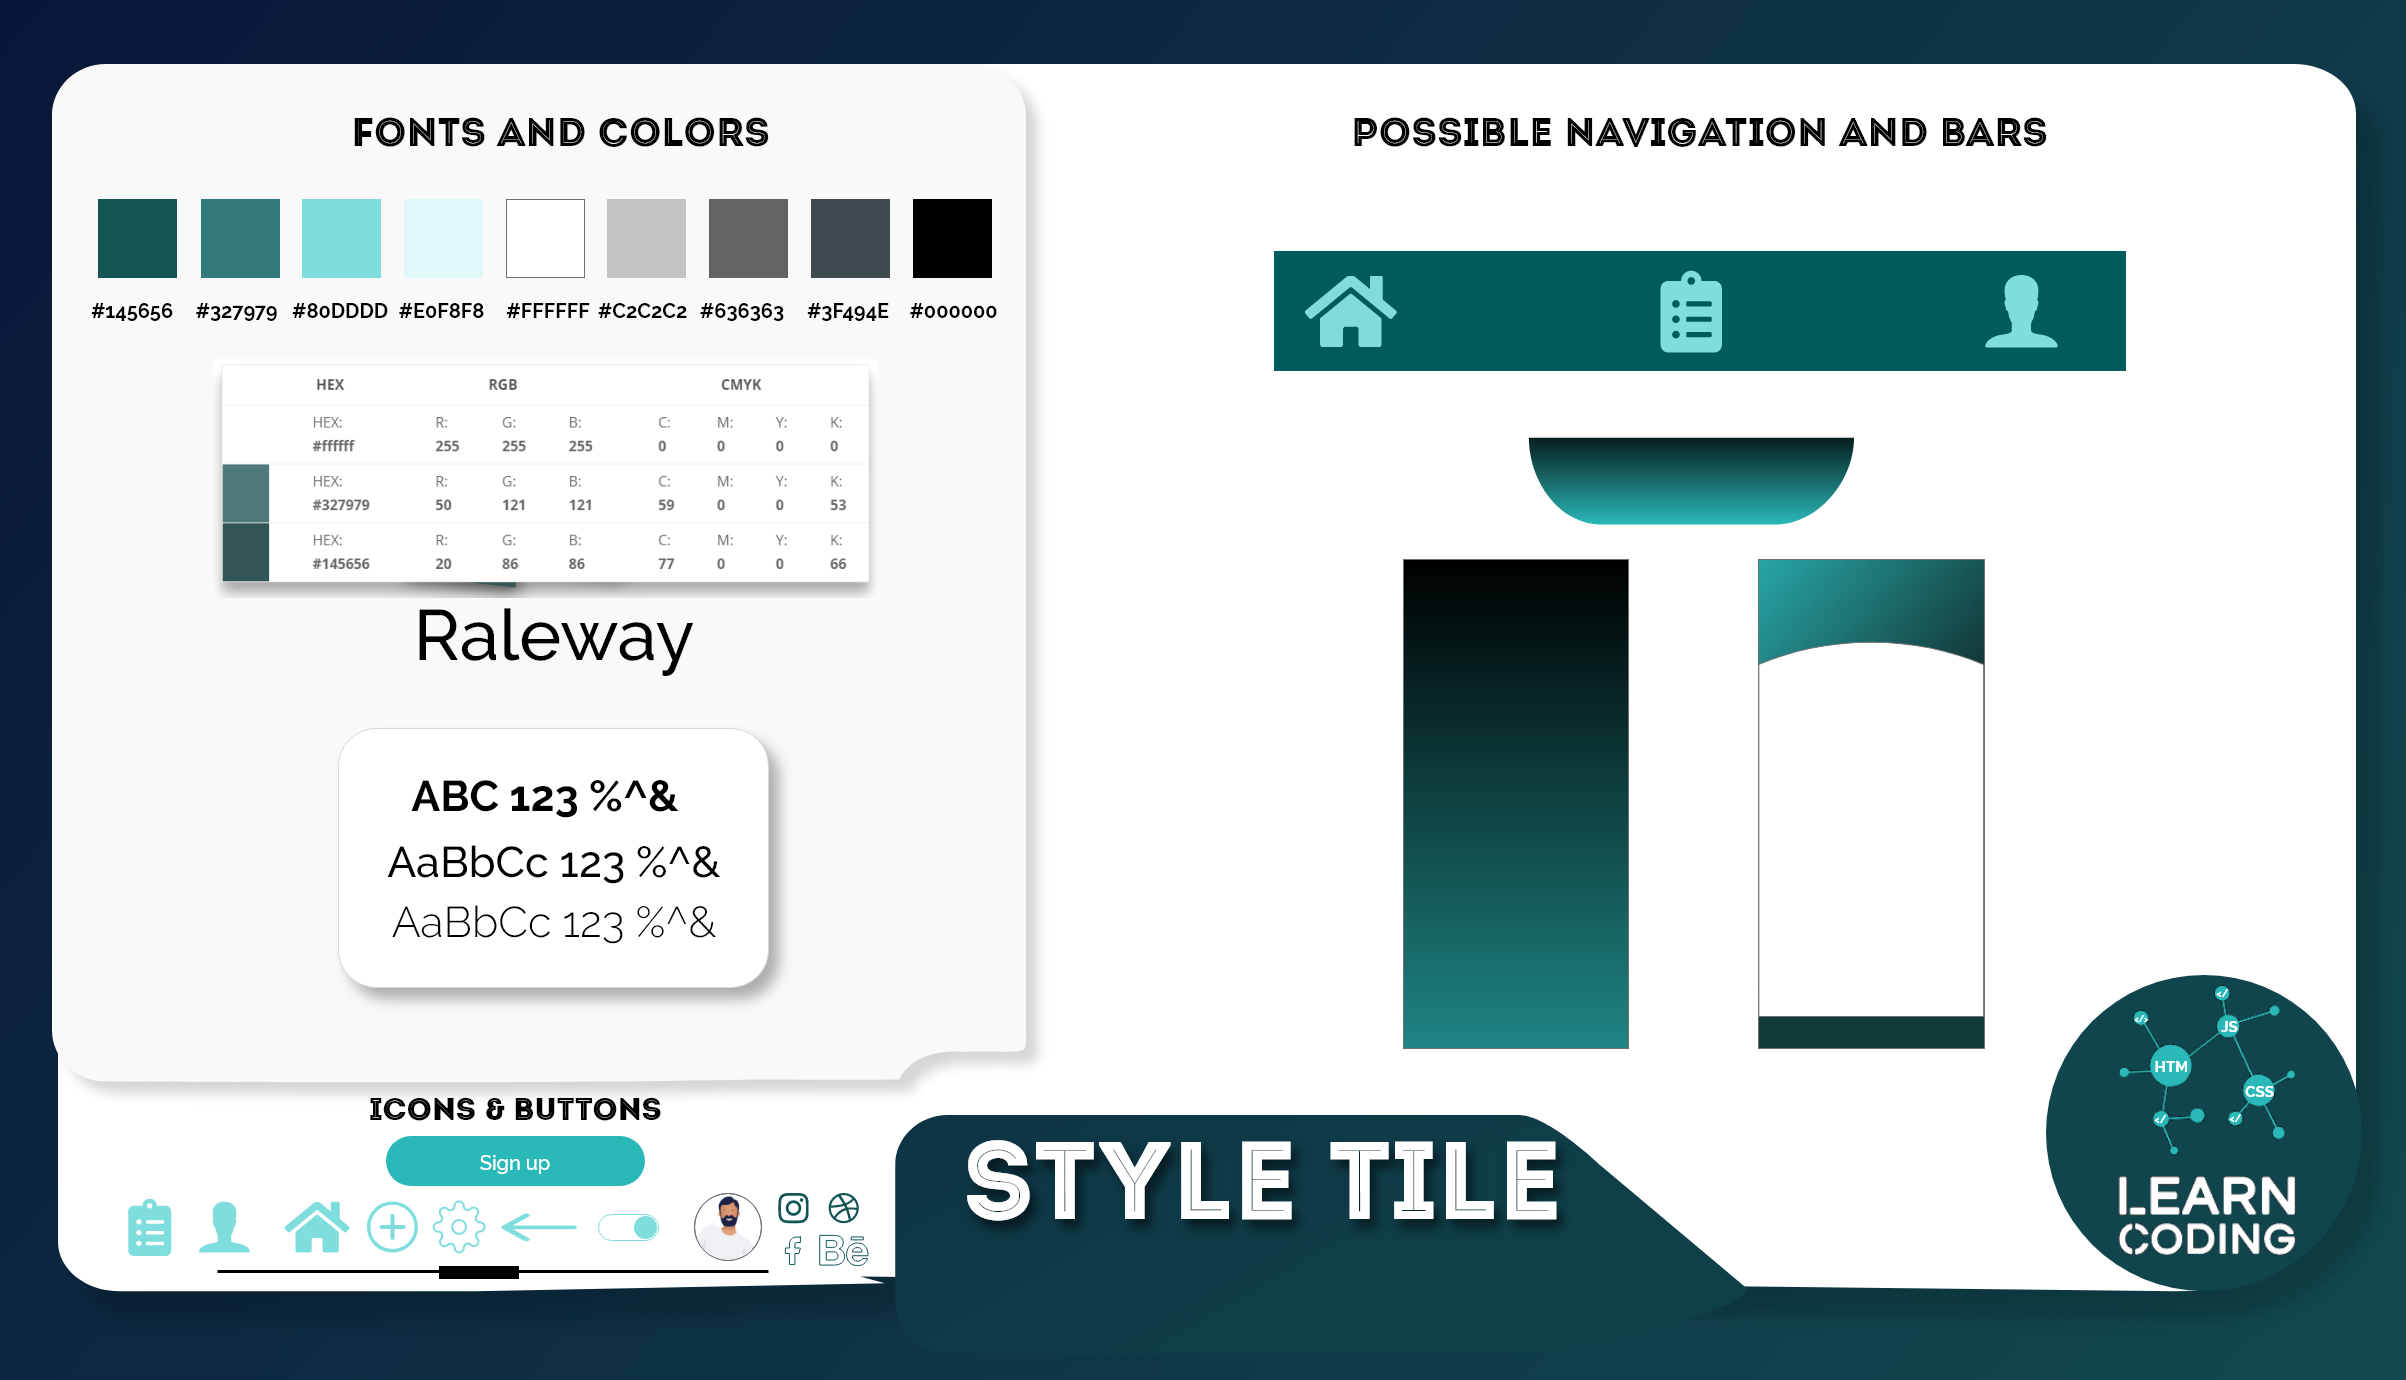 FONTS AND COLORS
#145656 #327979 #80DDDD #E0F8F8 #FFFFFF #C2C2C2 #636363 #3F494E #000000
HEX RGB CMYK
HEX: R: G: B: C: M: Y: K:
#ffffff 255 255 255 0 0 0 0
HEX: R: G: B: C: M: Y: K:
#327979 50 121 121 59 0 0 53
HEX: R: G: B: C: M: Y: K:
#145656 20 86 86 77 0 0 66
Raleway
ABC 123 %^&
AaBbCc 123 %^&
AaBbCc 123 %^&
ICONS & BUTTONS
Sign up
f Bē
POSSIBLE NAVIGATION AND BARS
STYLE TILE
</>
</>
JS
HTM
CSS
</>
</>
LEARN
CODING